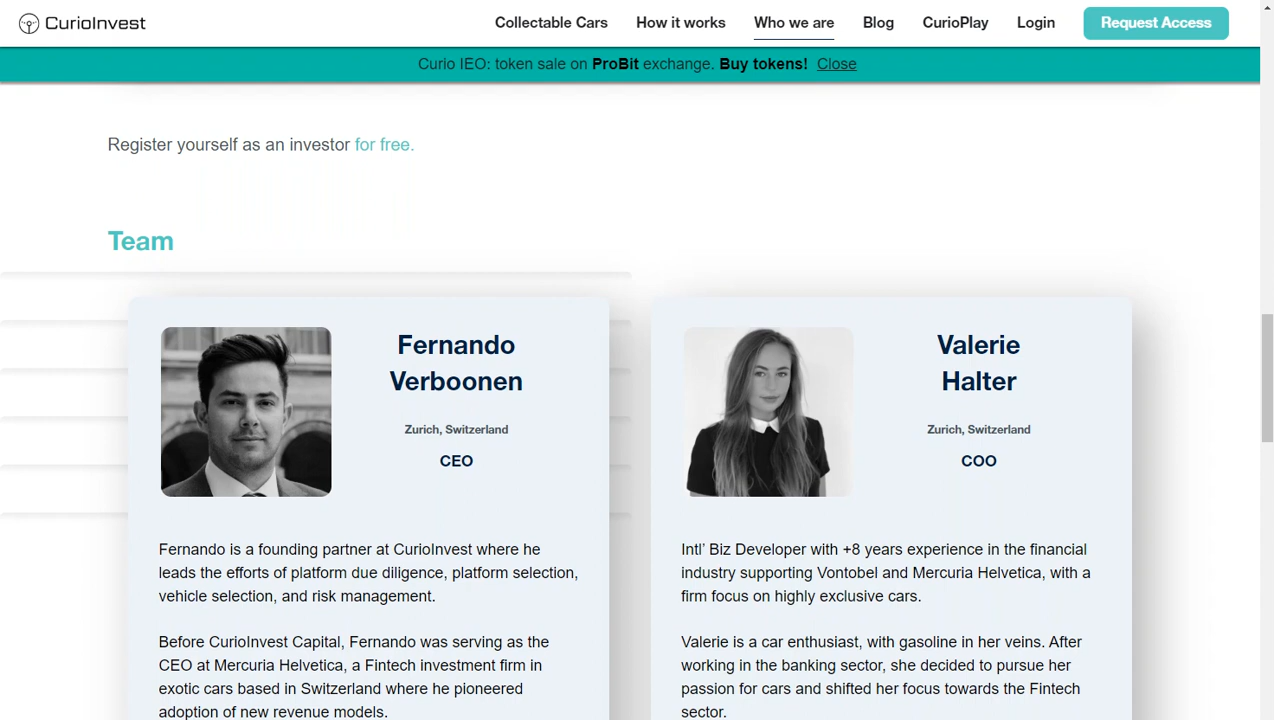 CurioInvest
Collectable Cars
How it works
Who we are
Blog
CurioPlay
Login
Request Access
Curio IEO: token sale on ProBit exchange. Buy tokens! Close
Register yourself as an investor for free.
Team
Fernando
Verboonen
Zurich, Switzerland
CEO
Fernando is a founding partner at CurioInvest where he
leads the efforts of platform due diligence, platform selection,
vehicle selection, and risk management.
Before CurioInvest Capital, Fernando was serving as the
CEO at Mercuria Helvetica, a Fintech investment firm in
exotic cars based in Switzerland where he pioneered
adoption of new revenue models.
Valerie
Halter
Zurich, Switzerland
COO
Intl’ Biz Developer with +8 years experience in the financial
industry supporting Vontobel and Mercuria Helvetica, with a
firm focus on highly exclusive cars.
Valerie is a car enthusiast, with gasoline in her veins. After
working in the banking sector, she decided to pursue her
passion for cars and shifted her focus towards the Fintech
sector.